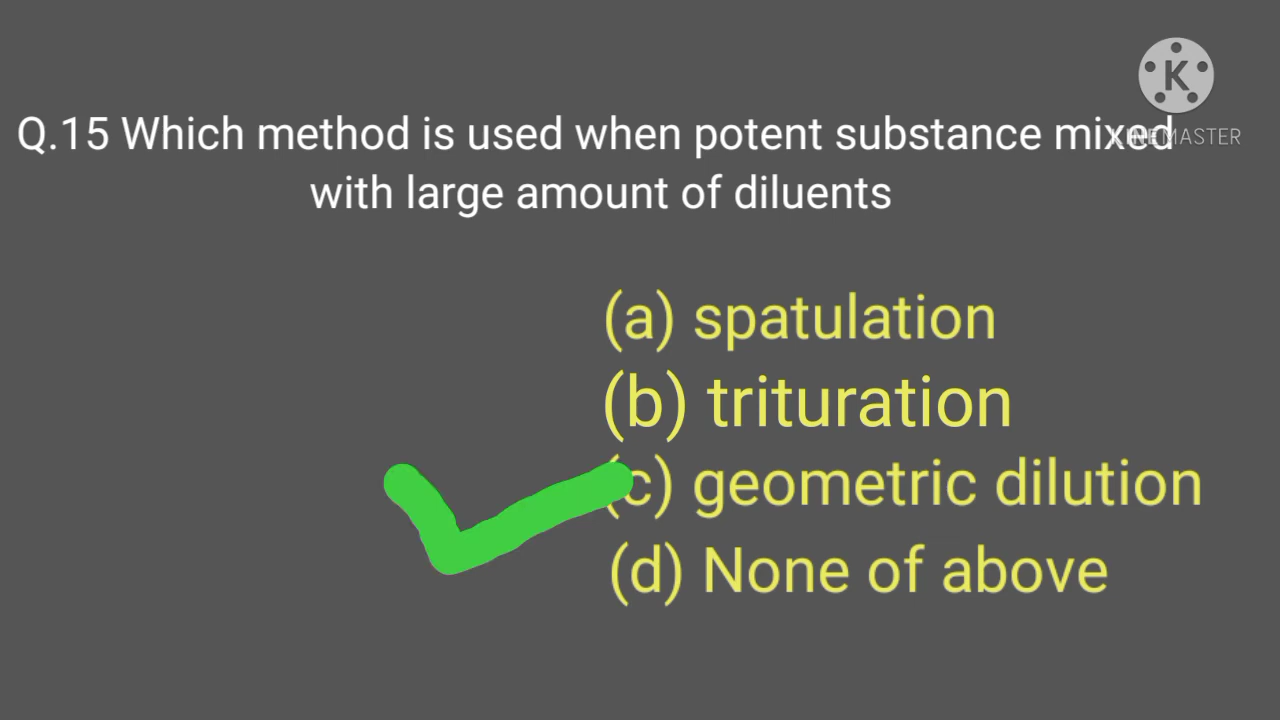 K
Q.15 Which method is used when potent substance mixed
KINEMASTER
with large amount of diluents
(a) spatulation
(b) trituration
(c) geometric dilution
(d) None of above